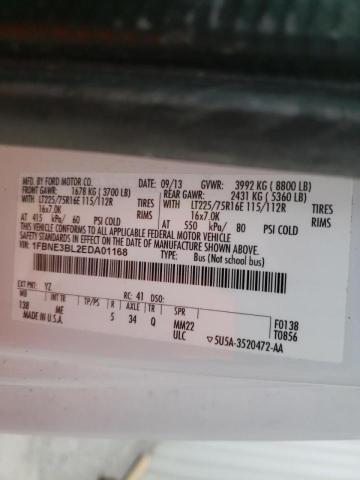 MFD. BY FORD MOTOR CO.
DATE: 09/13 GVWR: 3992 KG ( 8800 LB)
FRONT GAWR: 1678 KG ( 3700 LB) REAR GAWR: 2431 KG ( 5360 LB)
WITH LT225/75R16E 115/112R TIRES WITH LT225/75R16E 115/112R TIRES
16x7.0K RIMS 16x7.0K RIMS
AT 415 kPa/ 60 PSI COLD AT 550 kPa/ 80 PSI COLD
THIS VEHICLE CONFORMS TO ALL APPLICABLE FEDERAL MOTOR VEHICLE
SAFETY STANDARDS IN EFFECT ON THE DATE OF MANUFACTURE SHOWN ABOVE.
VIN: 1FBNE3BL2EDA01168
TYPE: Bus (Not school bus)
EXT PNT: YZ RC: 41 DSO:
WB INT TR TP/PS R AXLE TR SPR
138 ME 5 34 Q MM22 F0138
ULC T0856
5U5A-3520472-AA